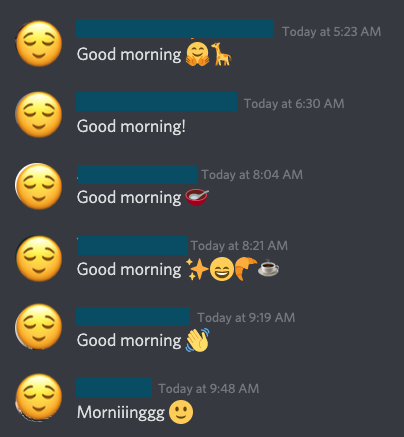 Today at 5:23 AM
Good morning 🤗🦒
Today at 6:30 AM
Good morning!
Today at 8:04 AM
Good morning 🥣
Today at 8:21 AM
Good morning ✨😄🥐☕
Today at 9:19 AM
Good morning 👋
Today at 9:48 AM
Morniiinggg 🙂